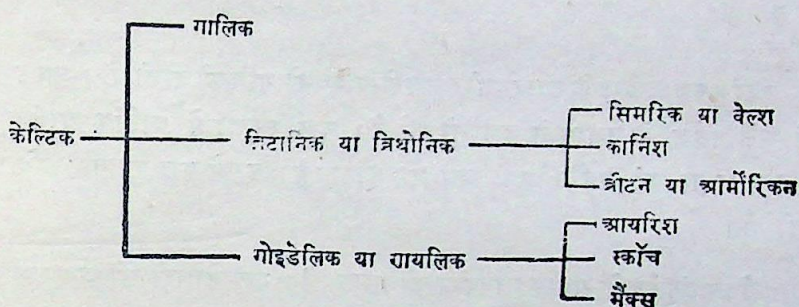 गालिक
केल्टिक
ब्रिटानिक या ब्रिथोनिक
सिमरिक या वेल्श
कार्निश
ब्रीटन या आर्मोरिकन
गोइडेलिक या गायलिक
आयरिश
स्कॉच
मैंक्स